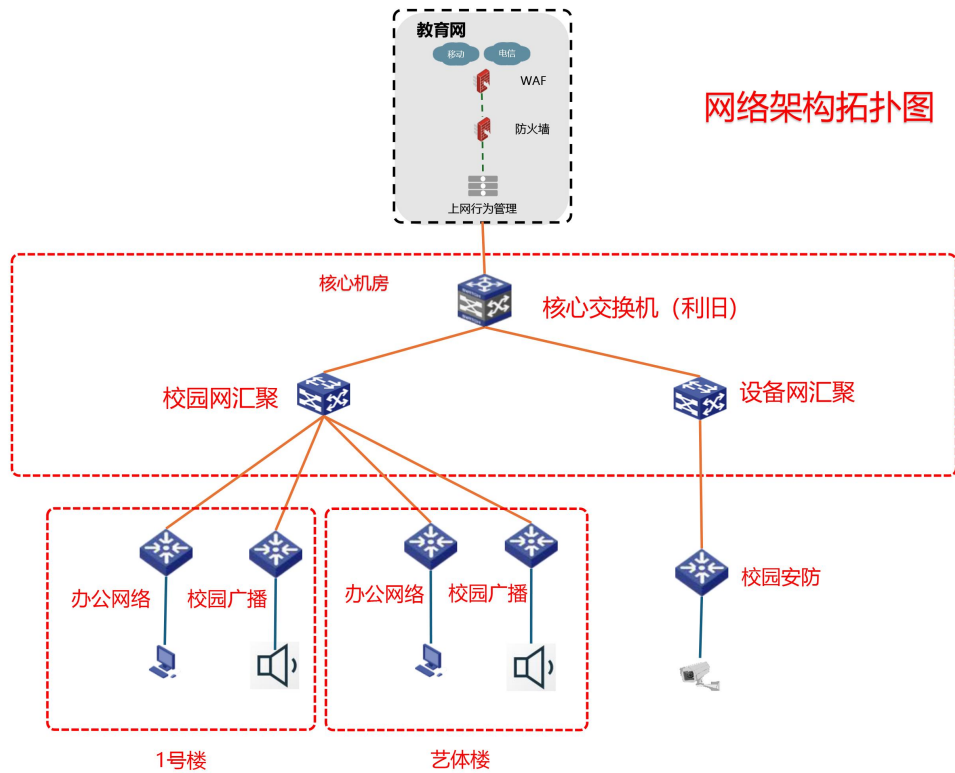 教育网
移动
电信
WAF
网络架构拓扑图
防火墙
上网行为管理
核心机房
核心交换机（利旧）
校园网汇聚
设备网汇聚
办公网络
校园广播
办公网络
校园广播
校园安防
1号楼
艺体楼